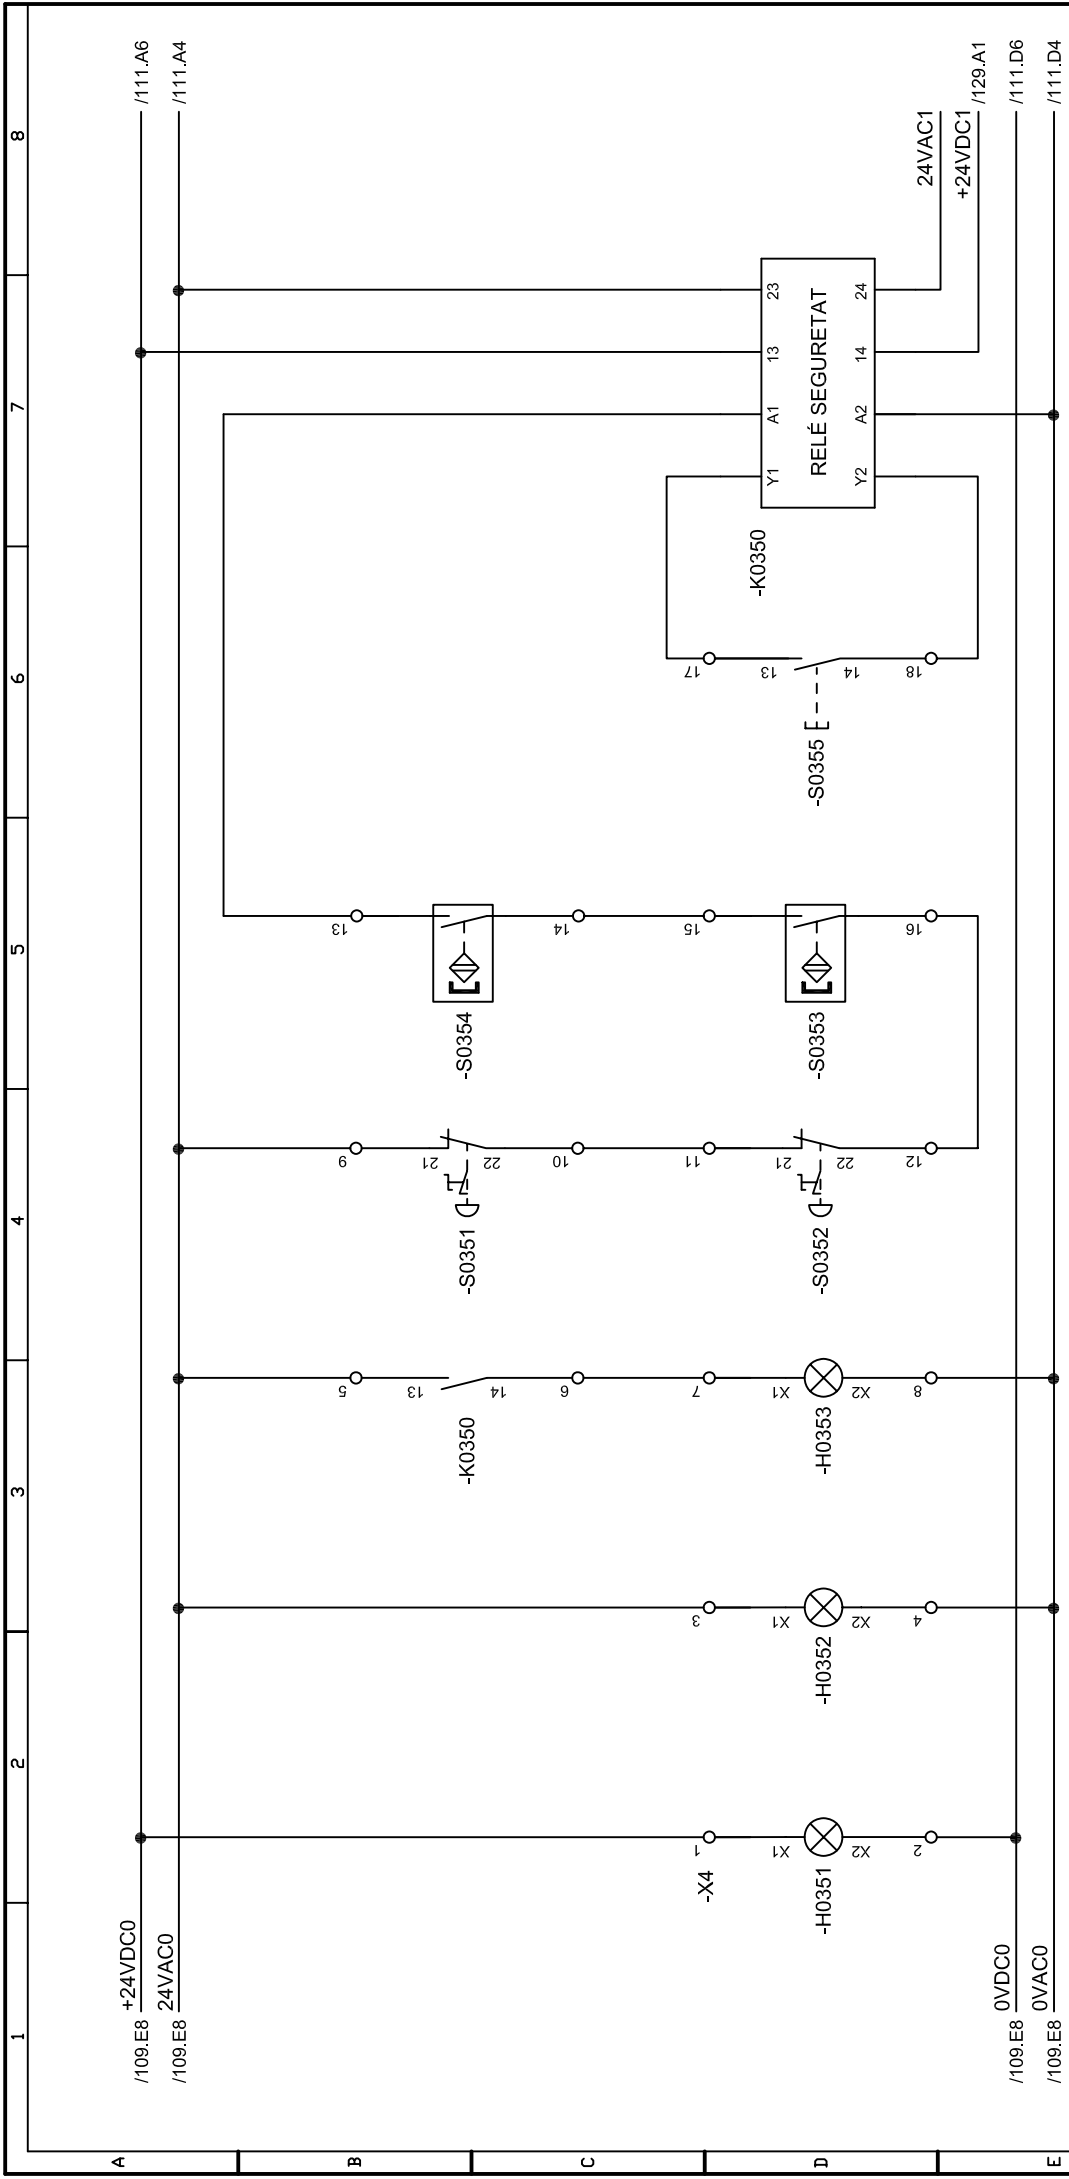 1 2 3 4 5 6 7 8
A
B
C
D
E
/109.E8 +24VDC0 /111.A6
/109.E8 24VAC0 /111.A4
9 21 22 10 11 21 22 12
-S0351
-S0352
5 13 14 6 7 X1 X2 8
-K0350
-H0353
3 X1 X2 4
-H0352
-X4
1 X1 X2 2
-H0351
13 14 15 16
-S0354
-S0353
17 13 14 18
-S0355
-K0350
Y1 A1 13 23
RELÉ SEGURETAT
Y2 A2 14 24
24VAC1
+24VDC1 /129.A1
/109.E8 0VDC0 /111.D6
/109.E8 0VAC0 /111.D4